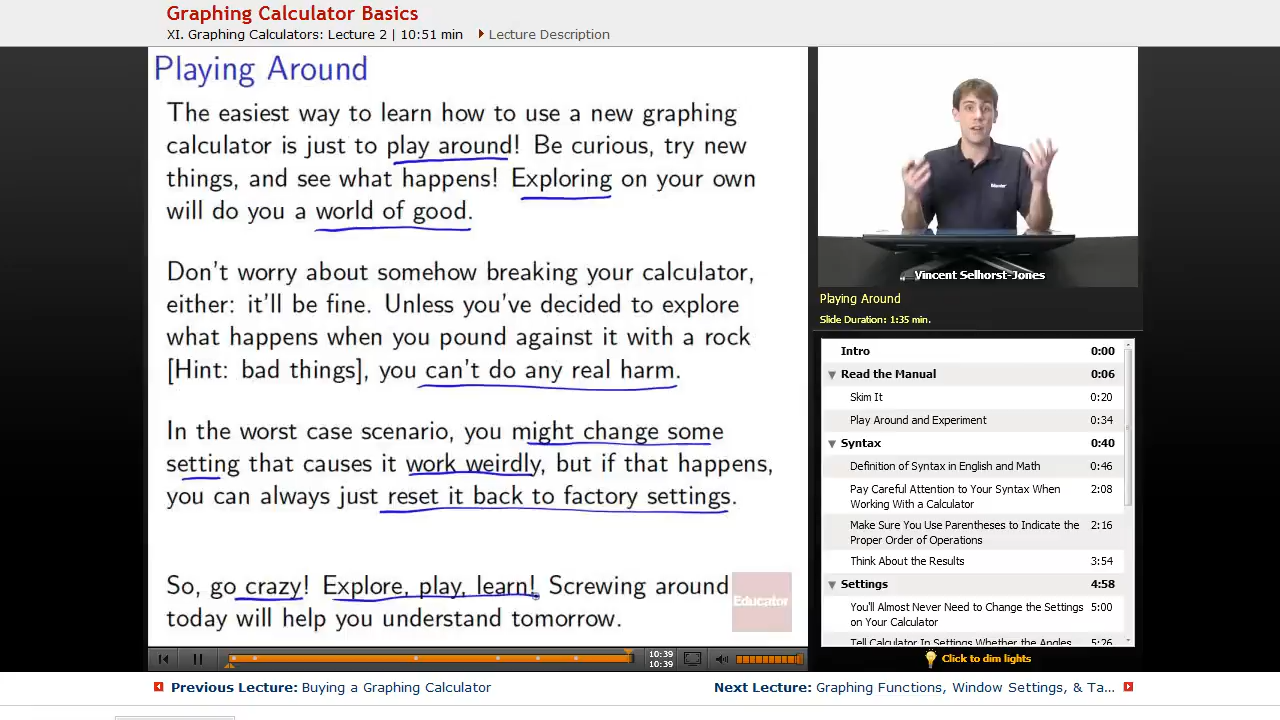 Graphing Calculator Basics
XI. Graphing Calculators: Lecture 2 | 10:51 min
Lecture Description
Playing Around
The easiest way to learn how to use a new graphing
calculator is just to play around! Be curious, try new
things, and see what happens! Exploring on your own
will do you a world of good.
Don't worry about somehow breaking your calculator,
either: it'll be fine. Unless you've decided to explore
what happens when you pound against it with a rock
[Hint: bad things], you can't do any real harm.
In the worst case scenario, you might change some
setting that causes it work weirdly, but if that happens,
you can always just reset it back to factory settings.
So, go crazy! Explore, play, learn! Screwing around
today will help you understand tomorrow.
Educator
Educator
Vincent Selhorst-Jones
Playing Around
Slide Duration: 1:35 min.
Intro 0:00
Read the Manual 0:06
Skim It 0:20
Play Around and Experiment 0:34
Syntax 0:40
Definition of Syntax in English and Math 0:46
Pay Careful Attention to Your Syntax When 2:08
Working With a Calculator
Make Sure You Use Parentheses to Indicate the 2:16
Proper Order of Operations
Think About the Results 3:54
Settings 4:58
You'll Almost Never Need to Change the Settings 5:00
on Your Calculator
Tell Calculator In Settings Whether the Angles 5:26
10:39
10:39
Click to dim lights
Previous Lecture: Buying a Graphing Calculator
Next Lecture: Graphing Functions, Window Settings, & Ta...